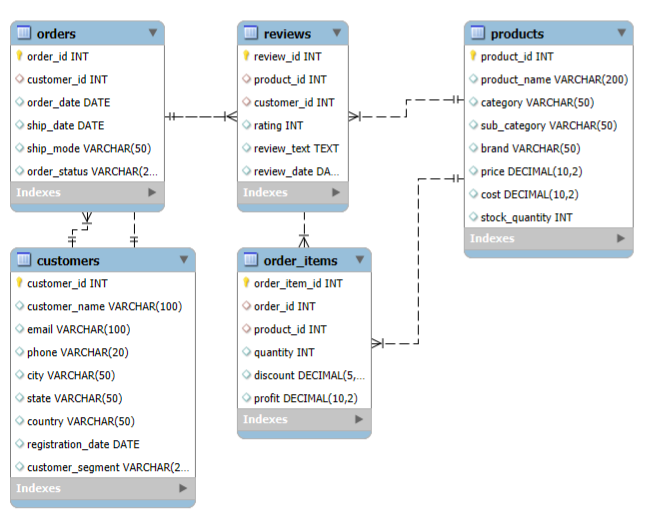 orders
order_id INT
customer_id INT
order_date DATE
ship_date DATE
ship_mode VARCHAR(50)
order_status VARCHAR(2...
Indexes
reviews
review_id INT
product_id INT
customer_id INT
rating INT
review_text TEXT
review_date DA...
Indexes
products
product_id INT
product_name VARCHAR(200)
category VARCHAR(50)
sub_category VARCHAR(50)
brand VARCHAR(50)
price DECIMAL(10,2)
cost DECIMAL(10,2)
stock_quantity INT
Indexes
customers
customer_id INT
customer_name VARCHAR(100)
email VARCHAR(100)
phone VARCHAR(20)
city VARCHAR(50)
state VARCHAR(50)
country VARCHAR(50)
registration_date DATE
customer_segment VARCHAR(2...
Indexes
order_items
order_item_id INT
order_id INT
product_id INT
quantity INT
discount DECIMAL(5,...
profit DECIMAL(10,2)
Indexes